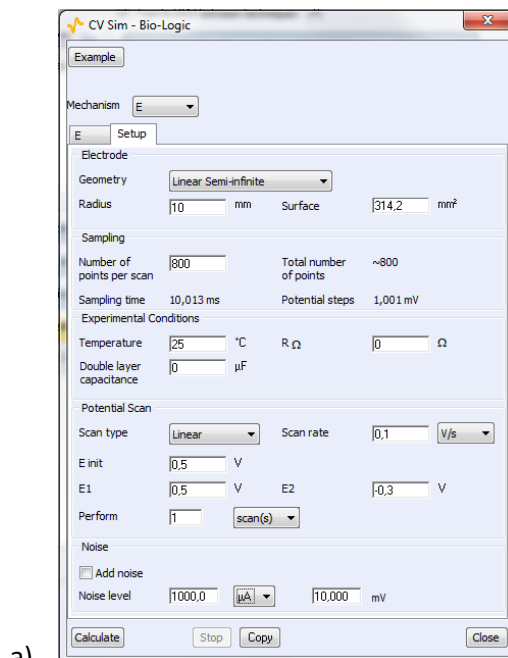 CV Sim - Bio-Logic
Example
Mechanism E
E Setup
Electrode
Geometry Linear Semi-infinite
Radius 10 mm Surface 314,2 mm²
Sampling
Number of points per scan 800 Total number of points ~800
Sampling time 10,013 ms Potential steps 1,001 mV
Experimental Conditions
Temperature 25 °C R Ω 0 Ω
Double layer capacitance 0 µF
Potential Scan
Scan type Linear Scan rate 0,1 V/s
E init 0,5 V
E1 0,5 V E2 -0,3 V
Perform 1 scan(s)
Noise
Add noise
Noise level 1000,0 µA 10,000 mV
Calculate Stop Copy Close
a)